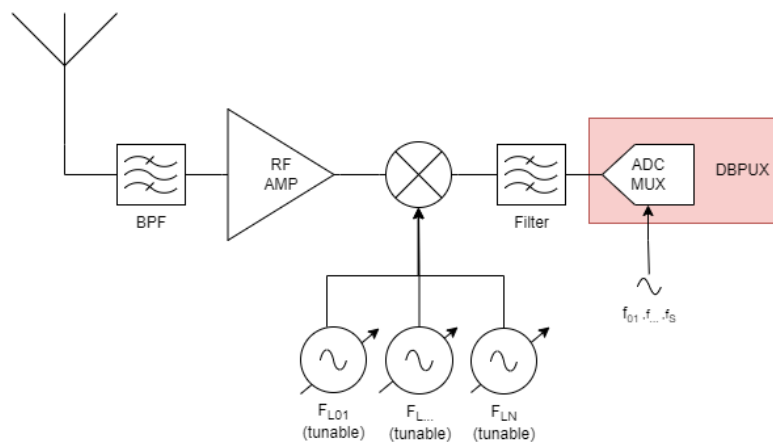 RF
AMP
ADC
MUX
DBPUX
BPF
Filter
f01 ,f... ,fS
FL01
(tunable)
FL...
(tunable)
FLN
(tunable)